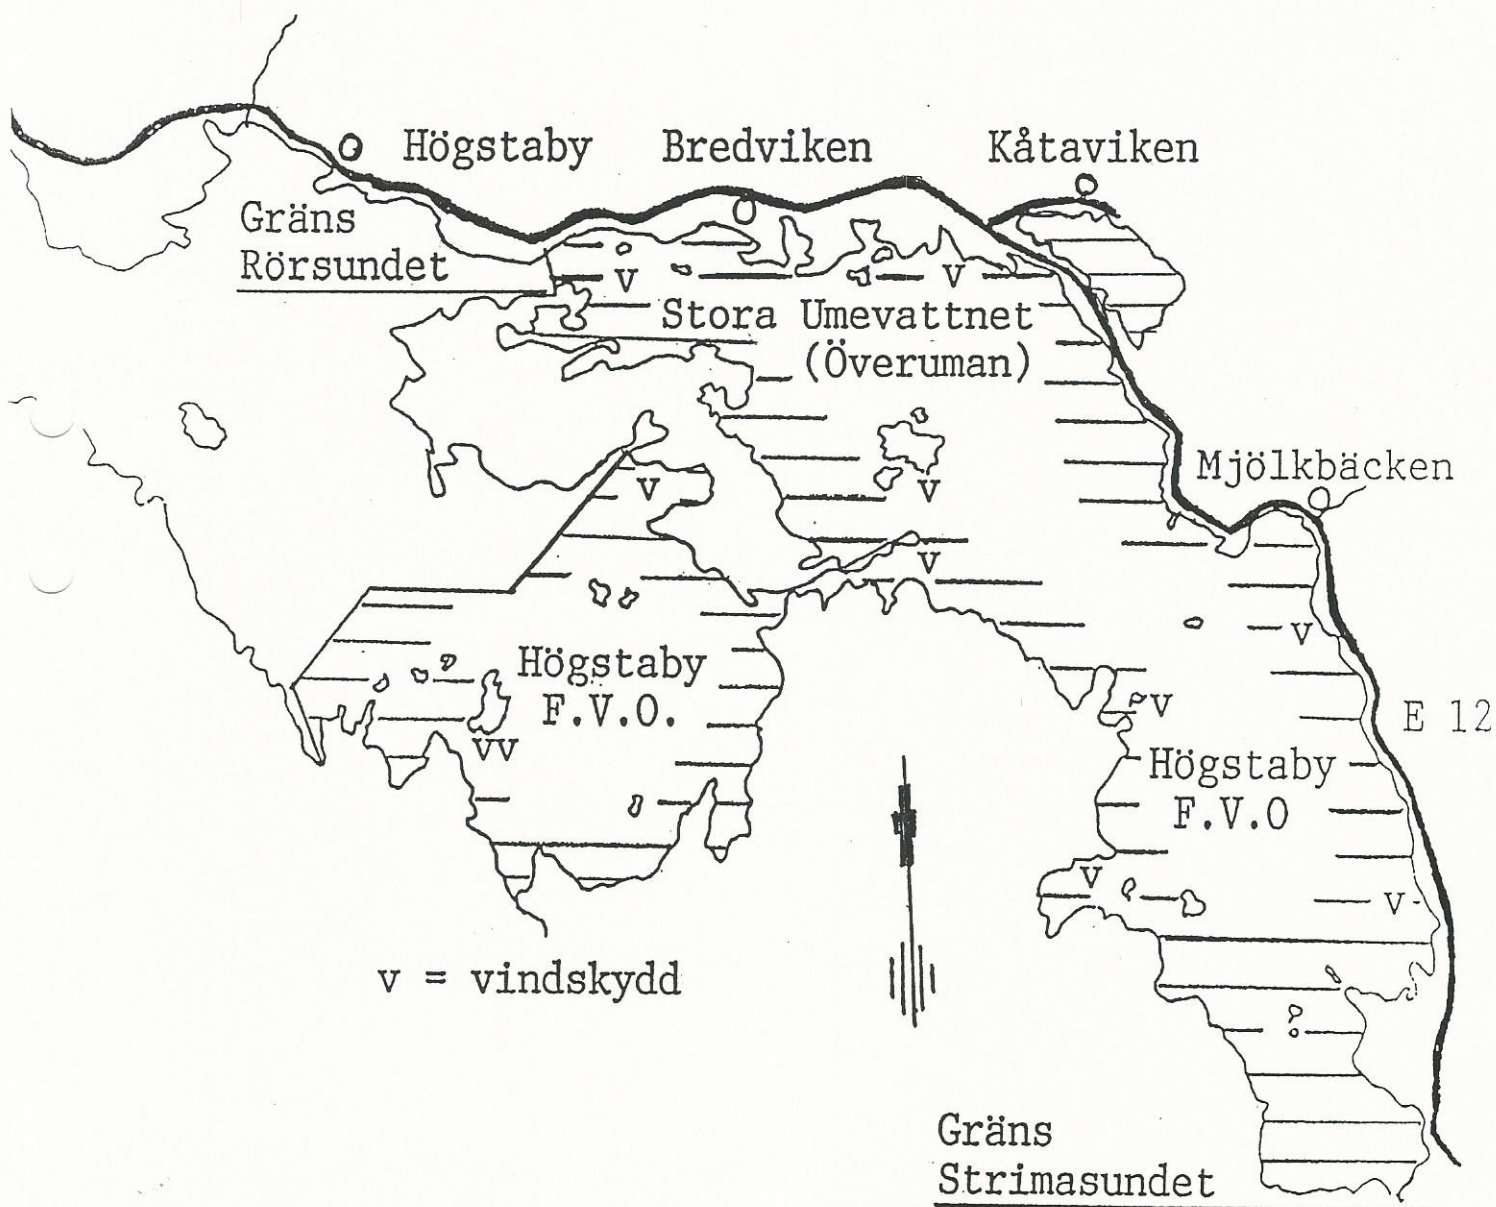 Högstaby
Bredviken
Kåtaviken
Gräns
Rörsundet
V
V
Stora Umevattnet
(Överuman)
Mjölkbäcken
V
V
V
V
Högstaby
F.V.O.
VV
V
E 12
Högstaby
F.V.O
V
V
v = vindskydd
Gräns
Strimasundet